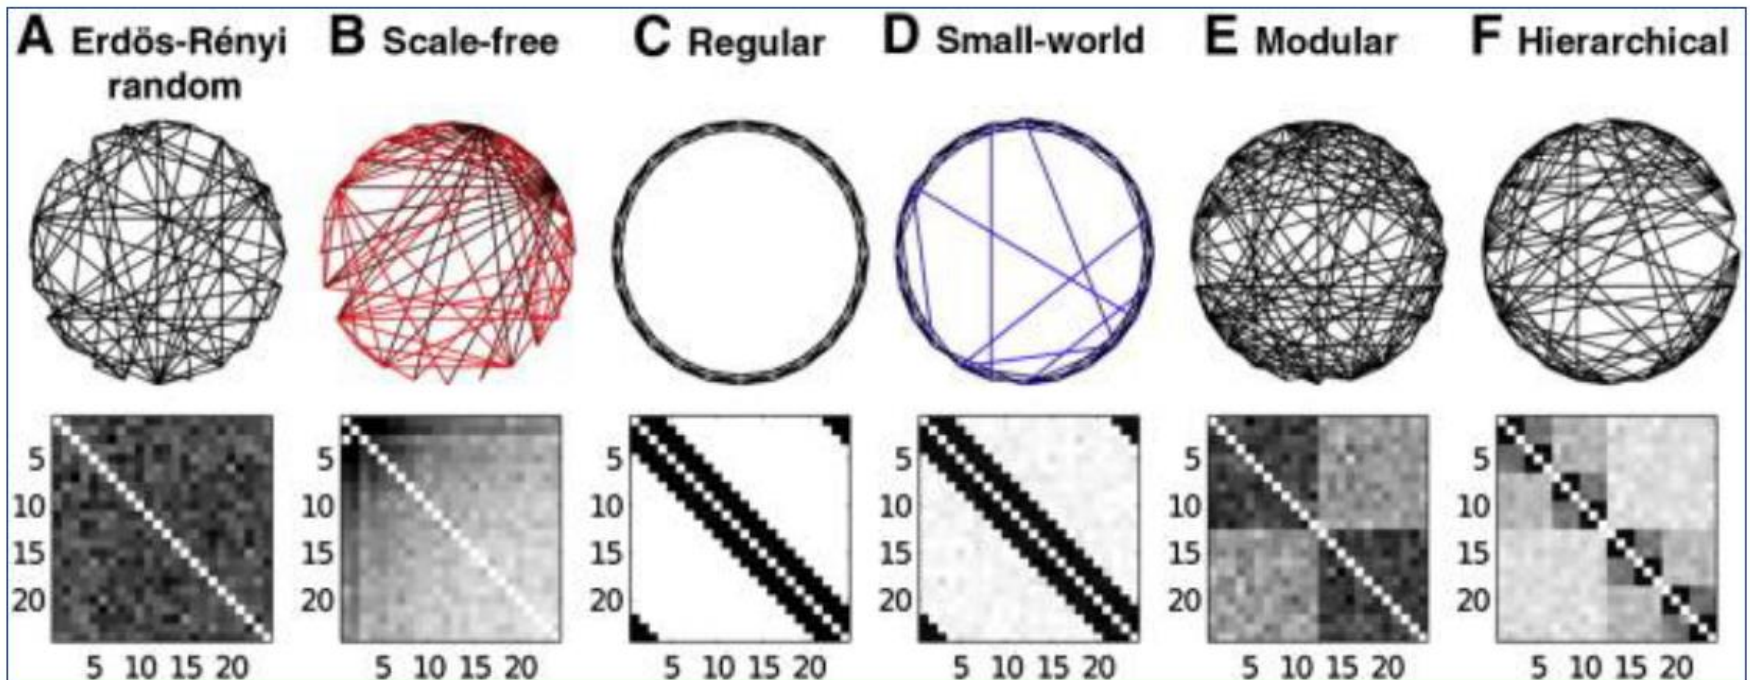 A Erdös-Rényi
random
B Scale-free
C Regular
D Small-world
E Modular
F Hierarchical
5
10
15
20
5 10 15 20
5
10
15
20
5 10 15 20
5
10
15
20
5 10 15 20
5
10
15
20
5 10 15 20
5
10
15
20
5 10 15 20
5
10
15
20
5 10 15 20